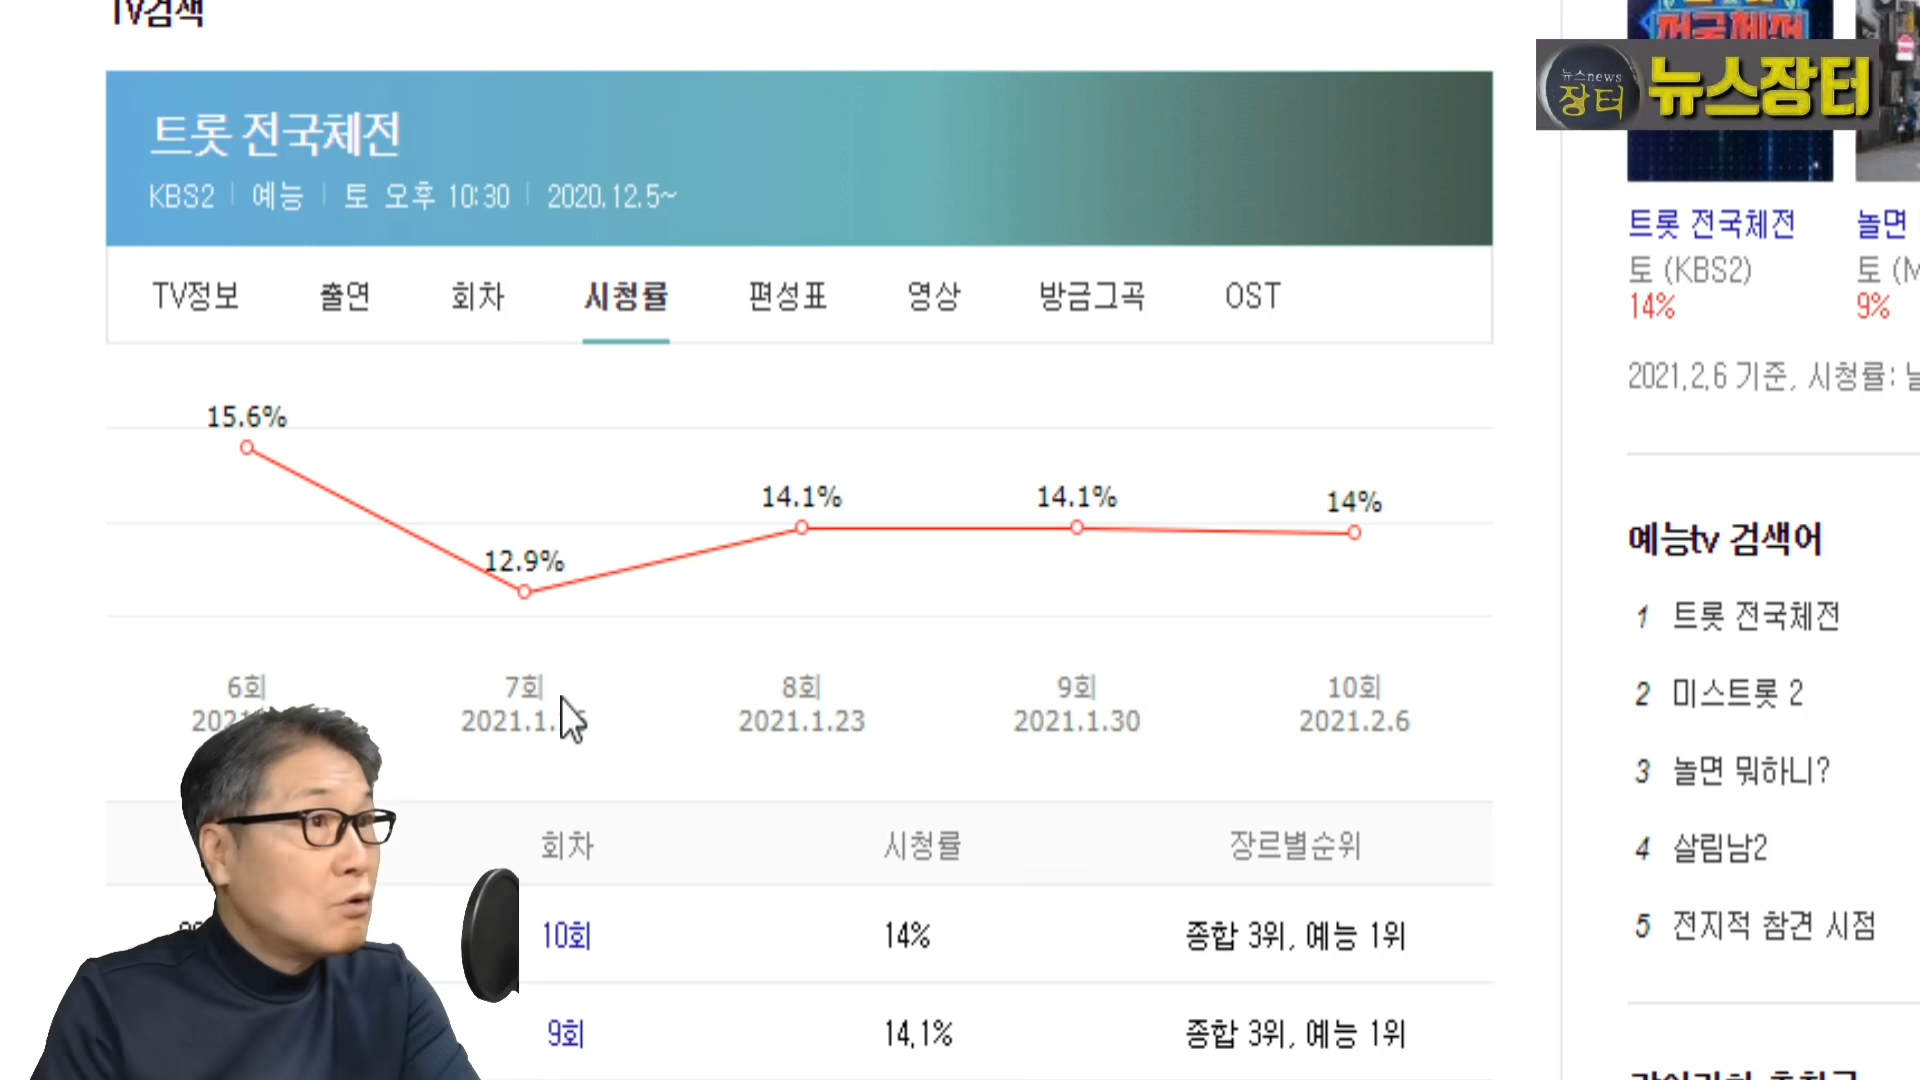 TV검색
뉴스news
장터
뉴스장터
트롯 전국체전
KBS2 예능 토 오후 10:30 2020.12.5~
TV정보 출연 회차 시청률 편성표 영상 방금그곡 OST
15.6%
12.9%
14.1%
14.1%
14%
6회
7회
8회
9회
10회
2021.1.23
2021.1.30
2021.2.6
회차 시청률 장르별순위
10회 14% 종합 3위, 예능 1위
9회 14.1% 종합 3위, 예능 1위
전국체전
트롯 전국체전
토 (KBS2)
14%
놀면
토
9%
2021.2.6 기준, 시청률:
예능tv 검색어
1 트롯 전국체전
2 미스트롯 2
3 놀면 뭐하니?
4 살림남2
5 전지적 참견 시점